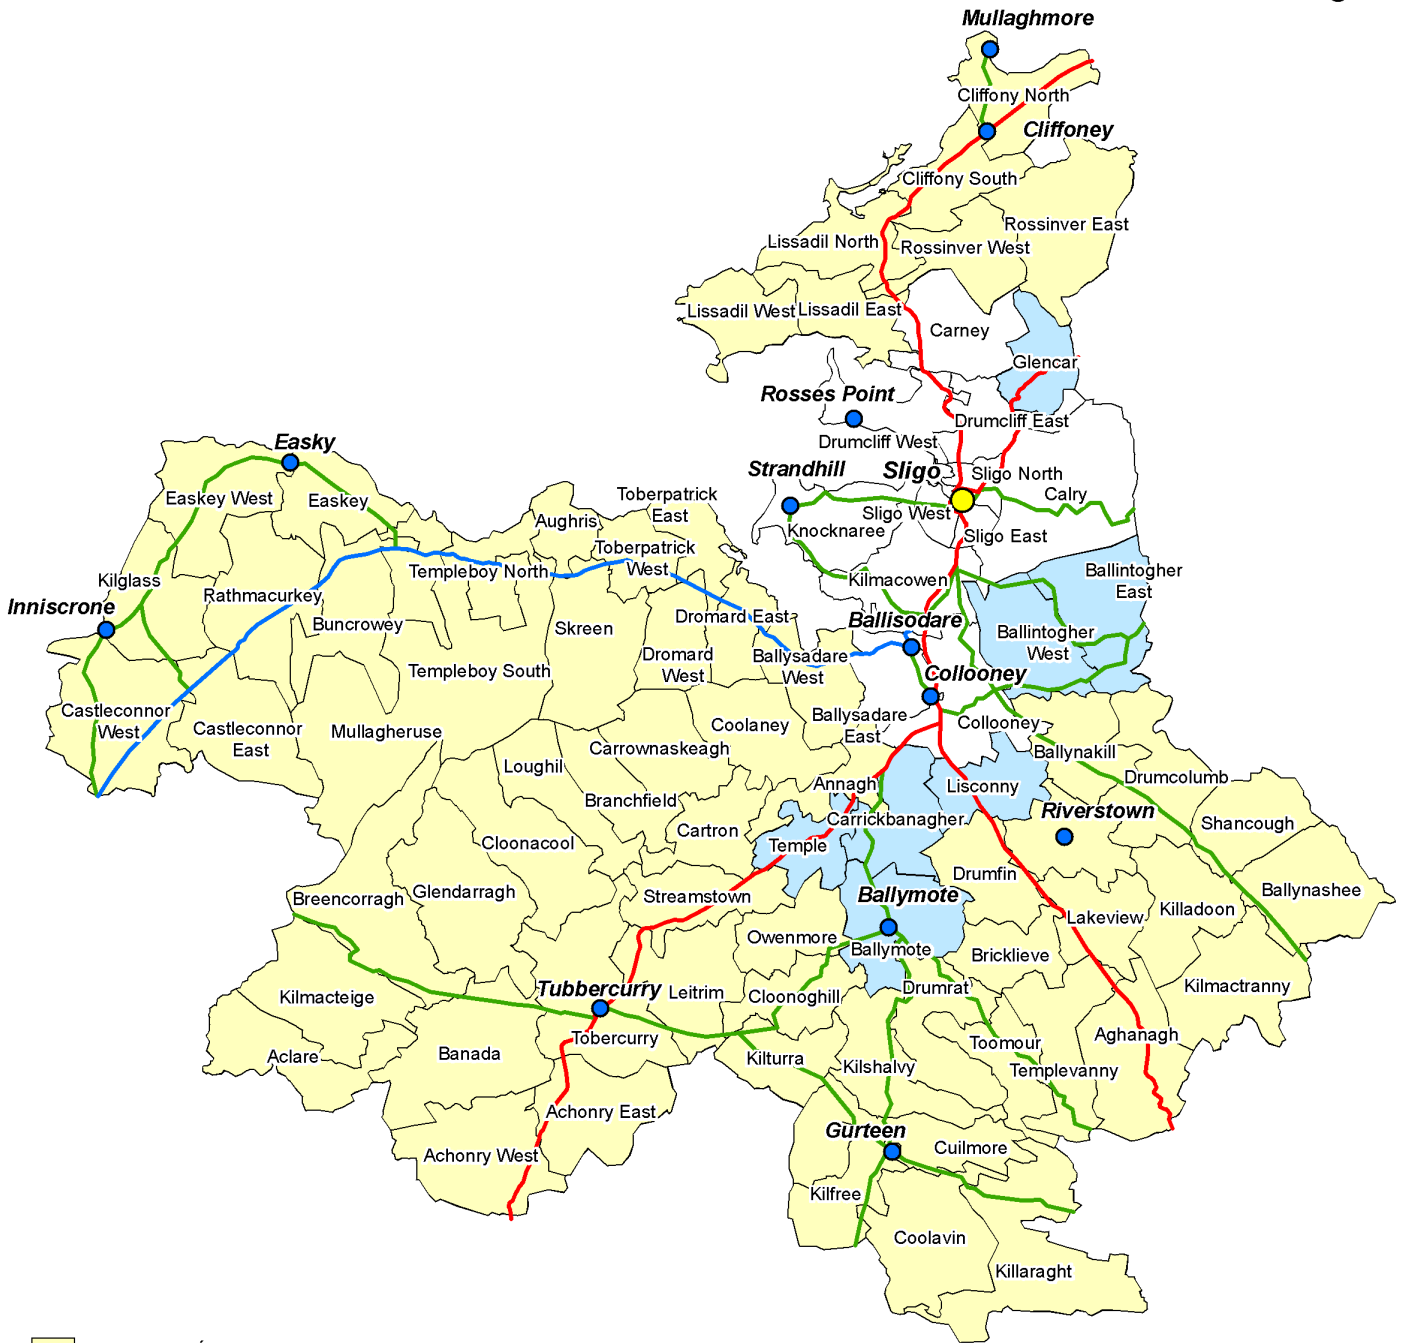 Mullaghmore
Cliffony North
Cliffoney
Cliffony South
Rossinver East
Lissadil North
Rossinver West
Lissadil West
Lissadil East
Carney
Glencar
Rosses Point
Drumcliff East
Drumcliff West
Easky
Strandhill
Sligo
Sligo North
Calry
Easkey West
Easkey
Toberpatrick
East
Aughris
Sligo West
Knocknaree
Sligo East
Toberpatrick
West
Templeboy North
Kilglass
Kilmacowen
Ballintogher
East
Rathmacurkey
Inniscrone
Buncrowey
Skreen
Dromard East
Ballisodare
Ballintogher
West
Templeboy South
Dromard
West
Ballysadare
West
Collooney
Castleconnor
West
Castleconnor
East
Mullagheruse
Coolaney
Ballysadare
East
Collooney
Carrownaskeagh
Ballynakill
Loughil
Annagh
Lisconny
Drumcolumb
Branchfield
Riverstown
Carrickbanagher
Shancough
Cartron
Cloonacool
Temple
Drumfin
Breencorragh
Glendarragh
Streamstown
Ballymote
Ballynashee
Lakeview
Killadoon
Owenmore
Ballymote
Bricklieve
Kilmacteige
Tubbercurry
Leitrim
Cloonoghill
Drumrat
Kilmactranny
Tobercurry
Aghanagh
Toomour
Aclare
Banada
Kilturra
Kilshalvy
Templevanny
Achonry East
Gurteen
Achonry West
Cuilmore
Kilfree
Coolavin
Killaraght